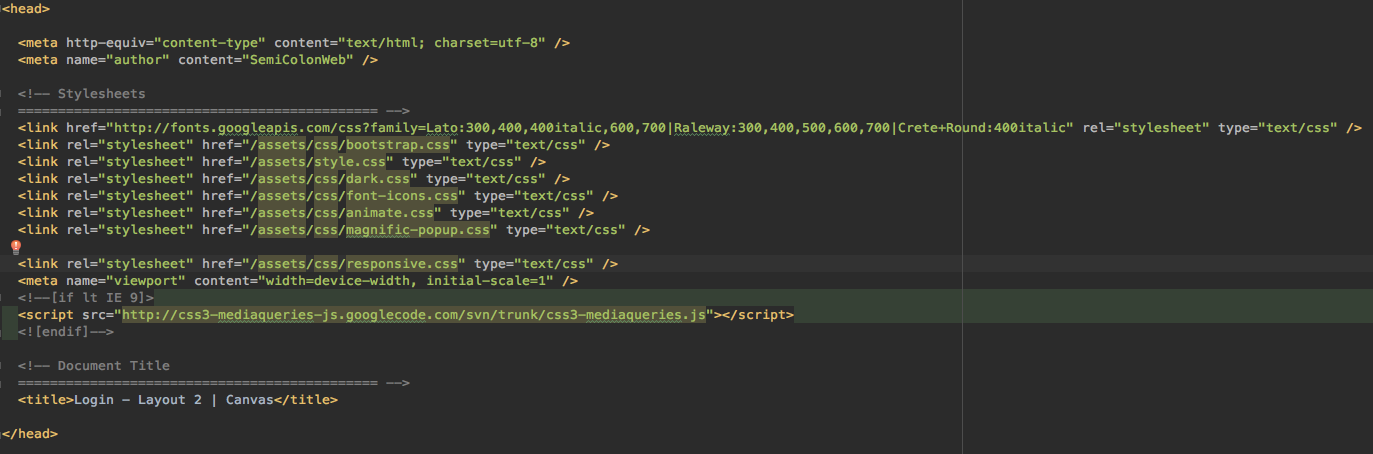 <head>
<meta http-equiv="content-type" content="text/html; charset=utf-8" />
<meta name="author" content="SemiColonWeb" />
<!-- Stylesheets
============================================= -->
<link href="http://fonts.googleapis.com/css?family=Lato:300,400,400italic,600,700|Raleway:300,400,500,600,700|Crete+Round:400italic" rel="stylesheet" type="text/css" />
<link rel="stylesheet" href="/assets/css/bootstrap.css" type="text/css" />
<link rel="stylesheet" href="/assets/style.css" type="text/css" />
<link rel="stylesheet" href="/assets/css/dark.css" type="text/css" />
<link rel="stylesheet" href="/assets/css/font-icons.css" type="text/css" />
<link rel="stylesheet" href="/assets/css/animate.css" type="text/css" />
<link rel="stylesheet" href="/assets/css/magnific-popup.css" type="text/css" />
<link rel="stylesheet" href="/assets/css/responsive.css" type="text/css" />
<meta name="viewport" content="width=device-width, initial-scale=1" />
<!--[if lt IE 9]>
<script src="http://css3-mediaqueries-js.googlecode.com/svn/trunk/css3-mediaqueries.js"></script>
<![endif]-->
<!-- Document Title
============================================= -->
<title>Login - Layout 2 | Canvas</title>
</head>